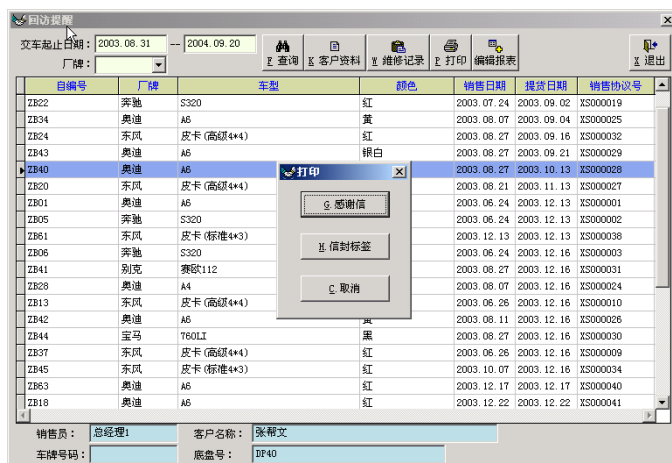 回访提醒
交车起止日期: 2003.08.31 -- 2004.09.20
F 查询 K 客户资料 W 维修记录 P 打印 编辑报表 X 退出
厂牌:
自编号 厂牌 车型 颜色 销售日期 提货日期 销售协议号
ZB22 奔驰 S320 红 2003.07.24 2003.09.02 XS000019
ZB34 奥迪 A6 黄 2003.08.07 2003.09.04 XS000025
ZB24 东风 皮卡(高级4*4) 红 2003.08.27 2003.09.16 XS000032
ZB43 奥迪 A6 银白 2003.08.27 2003.09.21 XS000029
ZB40 奥迪 A6 2003.08.27 2003.10.13 XS000028
ZB20 东风 皮卡(高级4*4) 2003.08.21 2003.11.13 XS000027
ZB01 奥迪 A6 2003.06.24 2003.12.13 XS000001
ZB05 奔驰 S320 2003.06.24 2003.12.13 XS000002
ZB61 东风 皮卡(标准4*3) 2003.12.13 2003.12.13 XS000038
ZB06 奔驰 S320 2003.06.24 2003.12.16 XS000003
ZB41 别克 赛欧112 2003.08.27 2003.12.16 XS000031
ZB28 奥迪 A4 2003.08.07 2003.12.16 XS000024
ZB13 东风 皮卡(高级4*4) 2003.06.26 2003.12.16 XS000010
ZB42 奥迪 A6 黄 2003.08.11 2003.12.16 XS000026
ZB44 宝马 760LI 黑 2003.08.27 2003.12.16 XS000030
ZB37 东风 皮卡(高级4*4) 红 2003.06.26 2003.12.16 XS000009
ZB45 东风 皮卡(标准4*3) 红 2003.10.07 2003.12.16 XS000034
ZB63 奥迪 A6 红 2003.12.17 2003.12.17 XS000040
ZB18 奥迪 A6 红 2003.12.22 2003.12.22 XS000041
打印
G.感谢信
H.信封标签
C.取消
销售员: 总经理1 客户名称: 张帮文
车牌号码: 底盘号: DP40